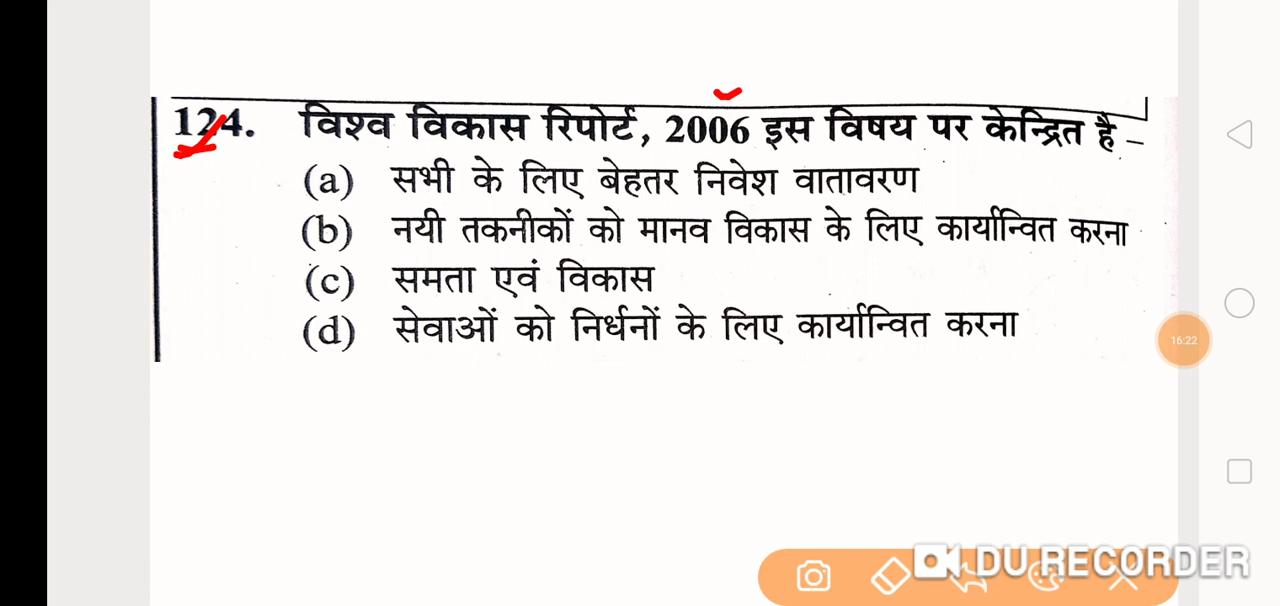 124. विश्व विकास रिपोर्ट, 2006 इस विषय पर केन्द्रित है –
(a) सभी के लिए बेहतर निवेश वातावरण
(b) नयी तकनीकों को मानव विकास के लिए कार्यान्वित करना
(c) समता एवं विकास
(d) सेवाओं को निर्धनों के लिए कार्यान्वित करना
16:22
DU RECORDER